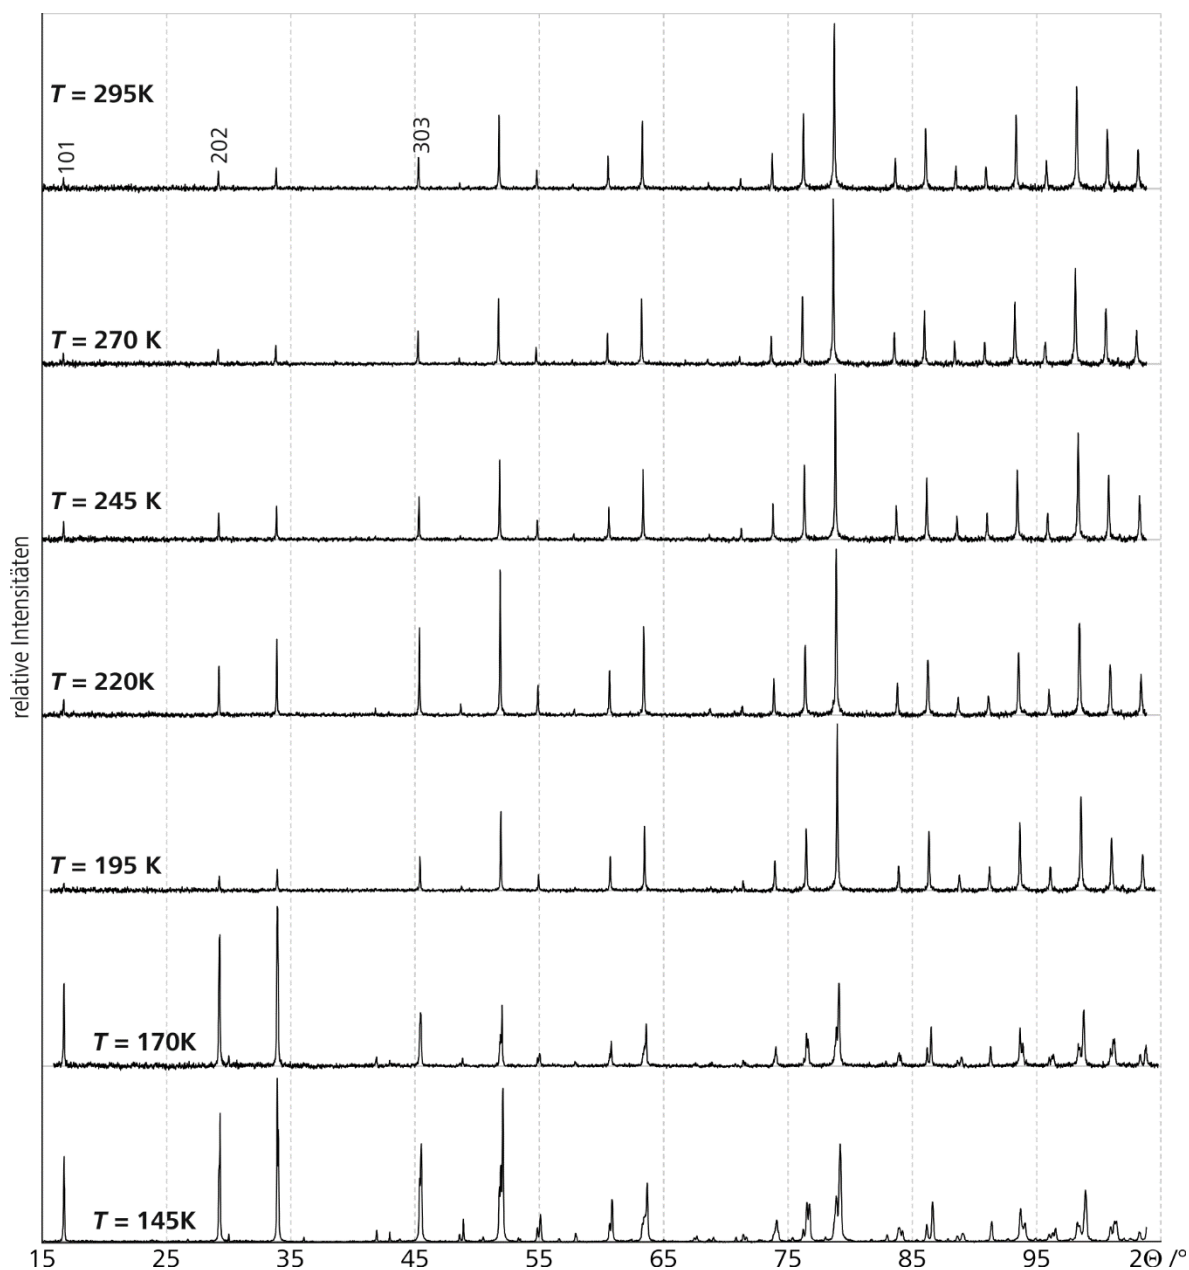 T = 295K
101
202
303
T = 270 K
T = 245 K
relative Intensitäten
T = 220K
T = 195 K
T = 170K
T = 145K
15 25 35 45 55 65 75 85 95 2Θ /°